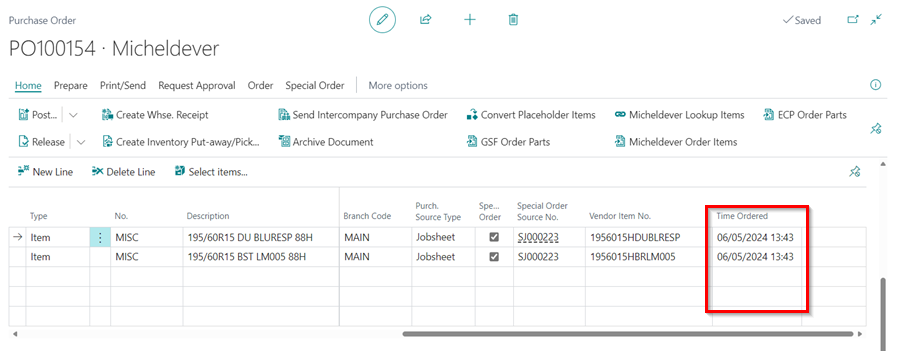 Purchase Order
Saved
PO100154 · Micheldever
Home Prepare Print/Send Request Approval Order Special Order More options
Post... Create Whse. Receipt Send Intercompany Purchase Order Convert Placeholder Items Micheldever Lookup Items ECP Order Parts
Release Create Inventory Put-away/Pick... Archive Document GSF Order Parts Micheldever Order Items
New Line Delete Line Select items...
Type No. Description Branch Code Purch. Source Type Spe... Order Special Order Source No. Vendor Item No. Time Ordered
Item MISC 195/60R15 DU BLURESP 88H MAIN Jobsheet SJ000223 1956015HDUBLRESP 06/05/2024 13:43
Item MISC 195/60R15 BST LM005 88H MAIN Jobsheet SJ000223 1956015HBRLM005 06/05/2024 13:43